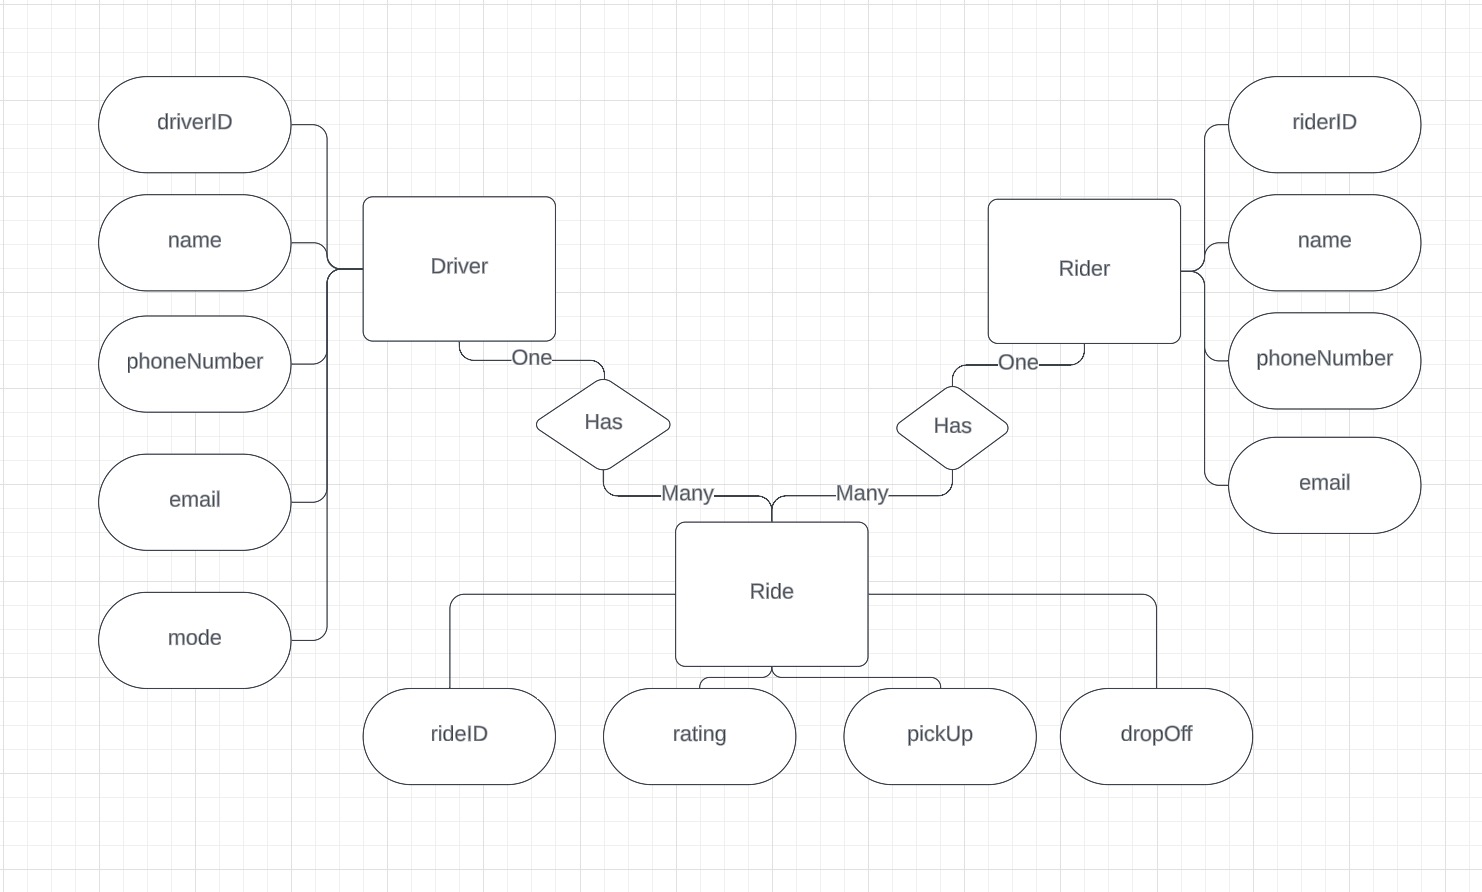 driverID
name
phoneNumber
email
mode
Driver
One
Has
Many
riderID
name
phoneNumber
email
Rider
One
Has
Many
Ride
rideID
rating
pickUp
dropOff